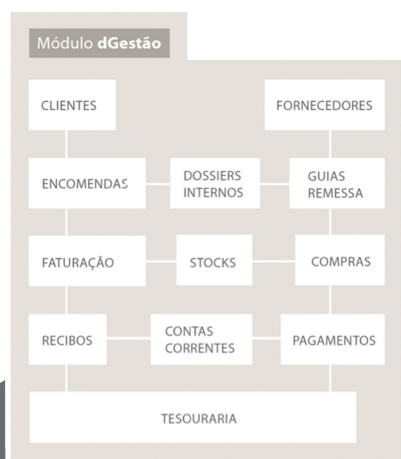 Módulo dGestão
CLIENTES
FORNECEDORES
ENCOMENDAS
DOSSIERS
INTERNOS
GUIAS
REMESSA
FATURAÇÃO
STOCKS
COMPRAS
RECIBOS
CONTAS
CORRENTES
PAGAMENTOS
TESOURARIA